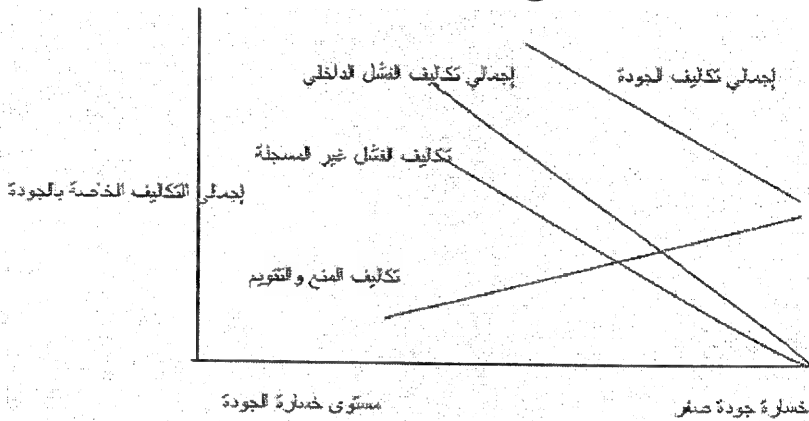 إجمالي تكاليف الجودة
إجمالي تكاليف الفشل الداخلي
تكاليف الفشل غير المسجلة
إجمالي التكاليف الخاصة بالجودة
تكاليف المنع والتقويم
خسارة جودة صفر
مستوى خسارة الجودة